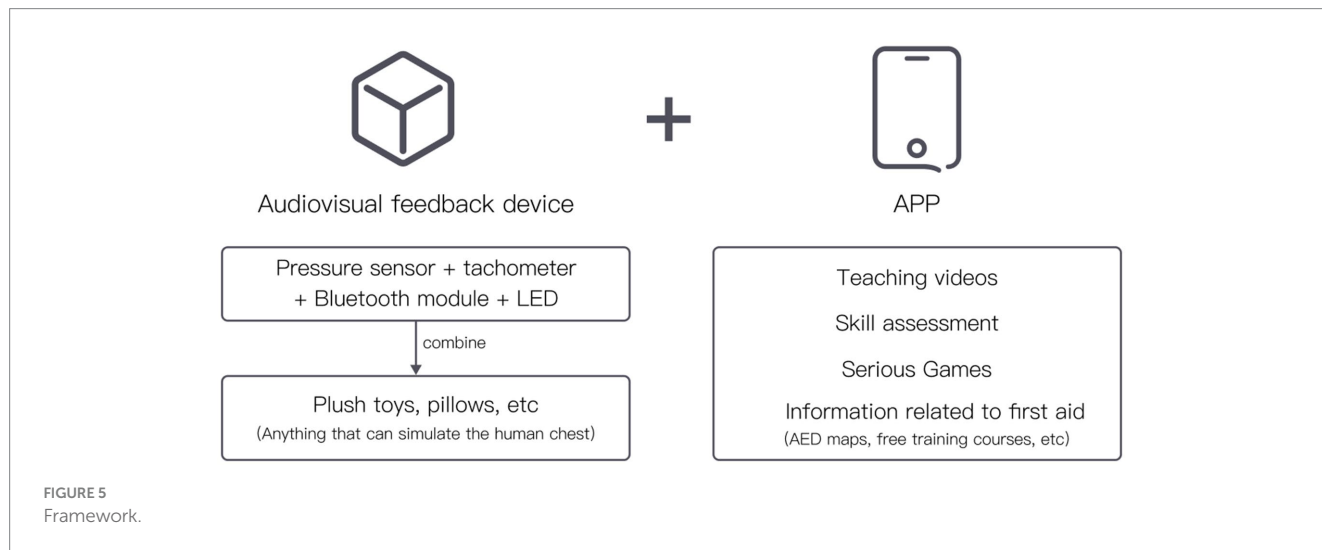 Audiovisual feedback device
Pressure sensor + tachometer
+ Bluetooth module + LED
combine
Plush toys, pillows, etc
(Anything that can simulate the human chest)
APP
Teaching videos
Skill assessment
Serious Games
Information related to first aid
(AED maps, free training courses, etc)
FIGURE 5
Framework.